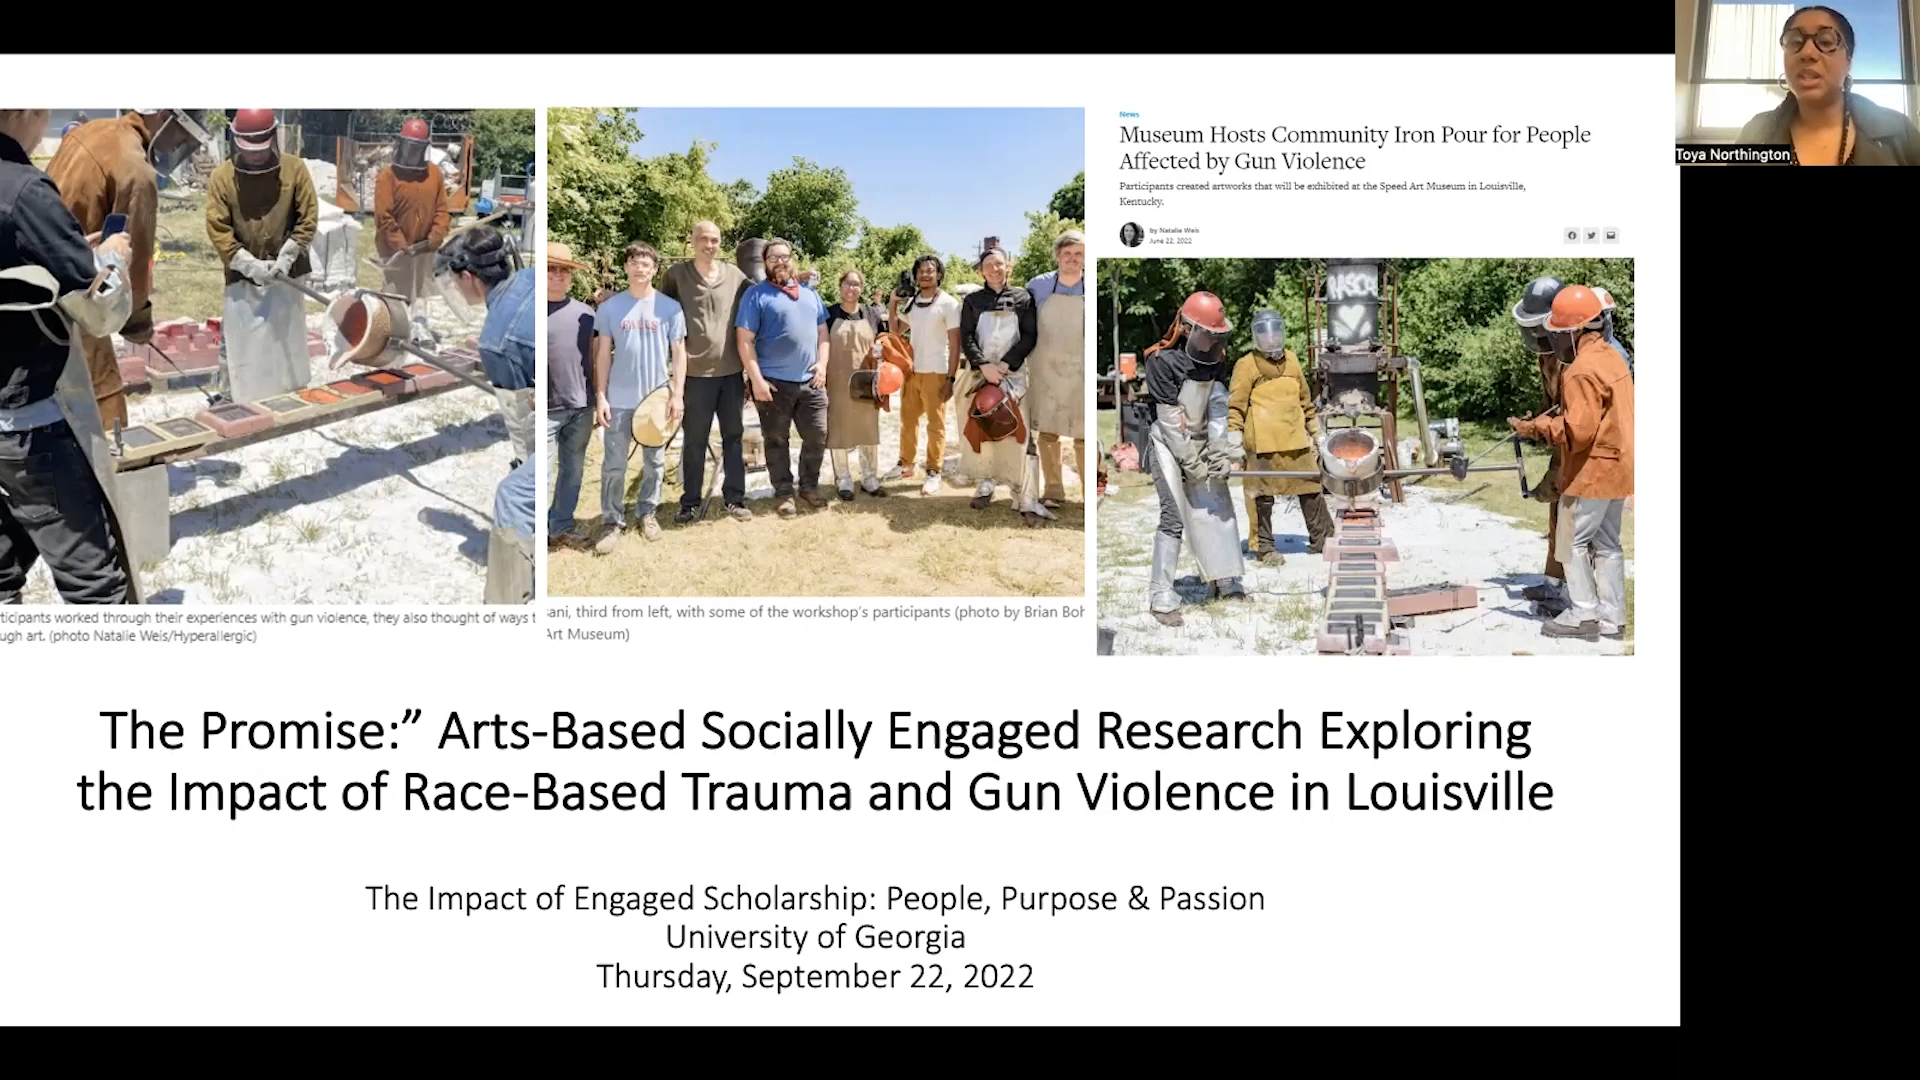 Toya Northington
News
Museum Hosts Community Iron Pour for People
Affected by Gun Violence
Participants created artworks that will be exhibited at the Speed Art Museum in Louisville,
Kentucky.
by Natalie Weis
June 22, 2022
RASCO
FALLS
ticipants worked through their experiences with gun violence, they also thought of ways t
ugh art. (photo Natalie Weis/Hyperallergic)
sani, third from left, with some of the workshop's participants (photo by Brian Boh
Art Museum)
The Promise:” Arts-Based Socially Engaged Research Exploring
the Impact of Race-Based Trauma and Gun Violence in Louisville
The Impact of Engaged Scholarship: People, Purpose & Passion
University of Georgia
Thursday, September 22, 2022